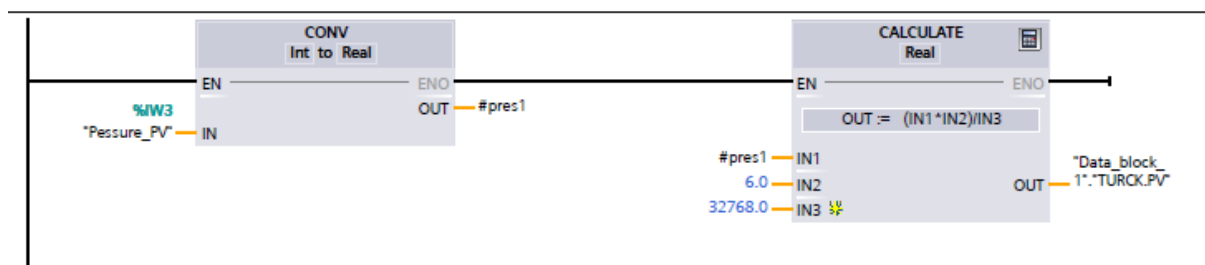 CONV
Int to Real
EN
ENO
%IW3
"Pessure_PV"
IN
OUT
#pres1
CALCULATE
Real
EN
ENO
OUT := (IN1*IN2)/IN3
#pres1
IN1
6.0
IN2
32768.0
IN3
OUT
"Data_block_
1"."TURCK.PV"